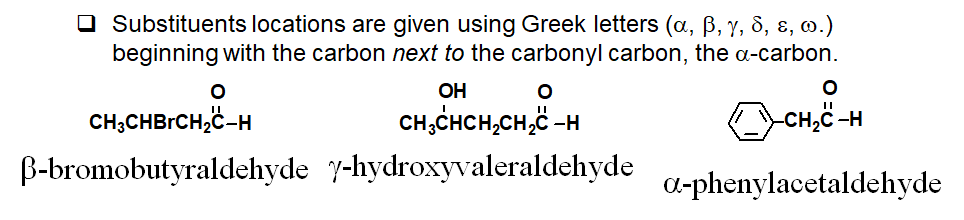 ❑ Substituents locations are given using Greek letters (α, β, γ, δ, ε, ω.)
beginning with the carbon next to the carbonyl carbon, the α-carbon.
O
CH₃CHBrCH₂C–H
β-bromobutyraldehyde
OH O
CH₃CHCH₂CH₂C–H
γ-hydroxyvaleraldehyde
O
-CH₂C–H
α-phenylacetaldehyde